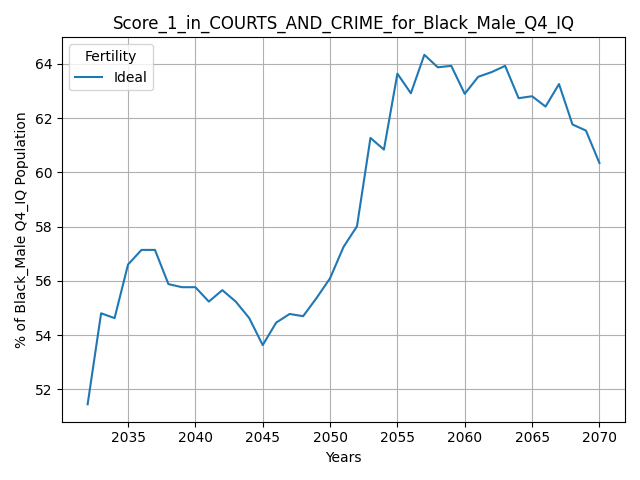 Score_1_in_COURTS_AND_CRIME_for_Black_Male_Q4_IQ
Fertility
Ideal
% of Black_Male Q4_IQ Population
64
62
60
58
56
54
52
2035 2040 2045 2050 2055 2060 2065 2070
Years